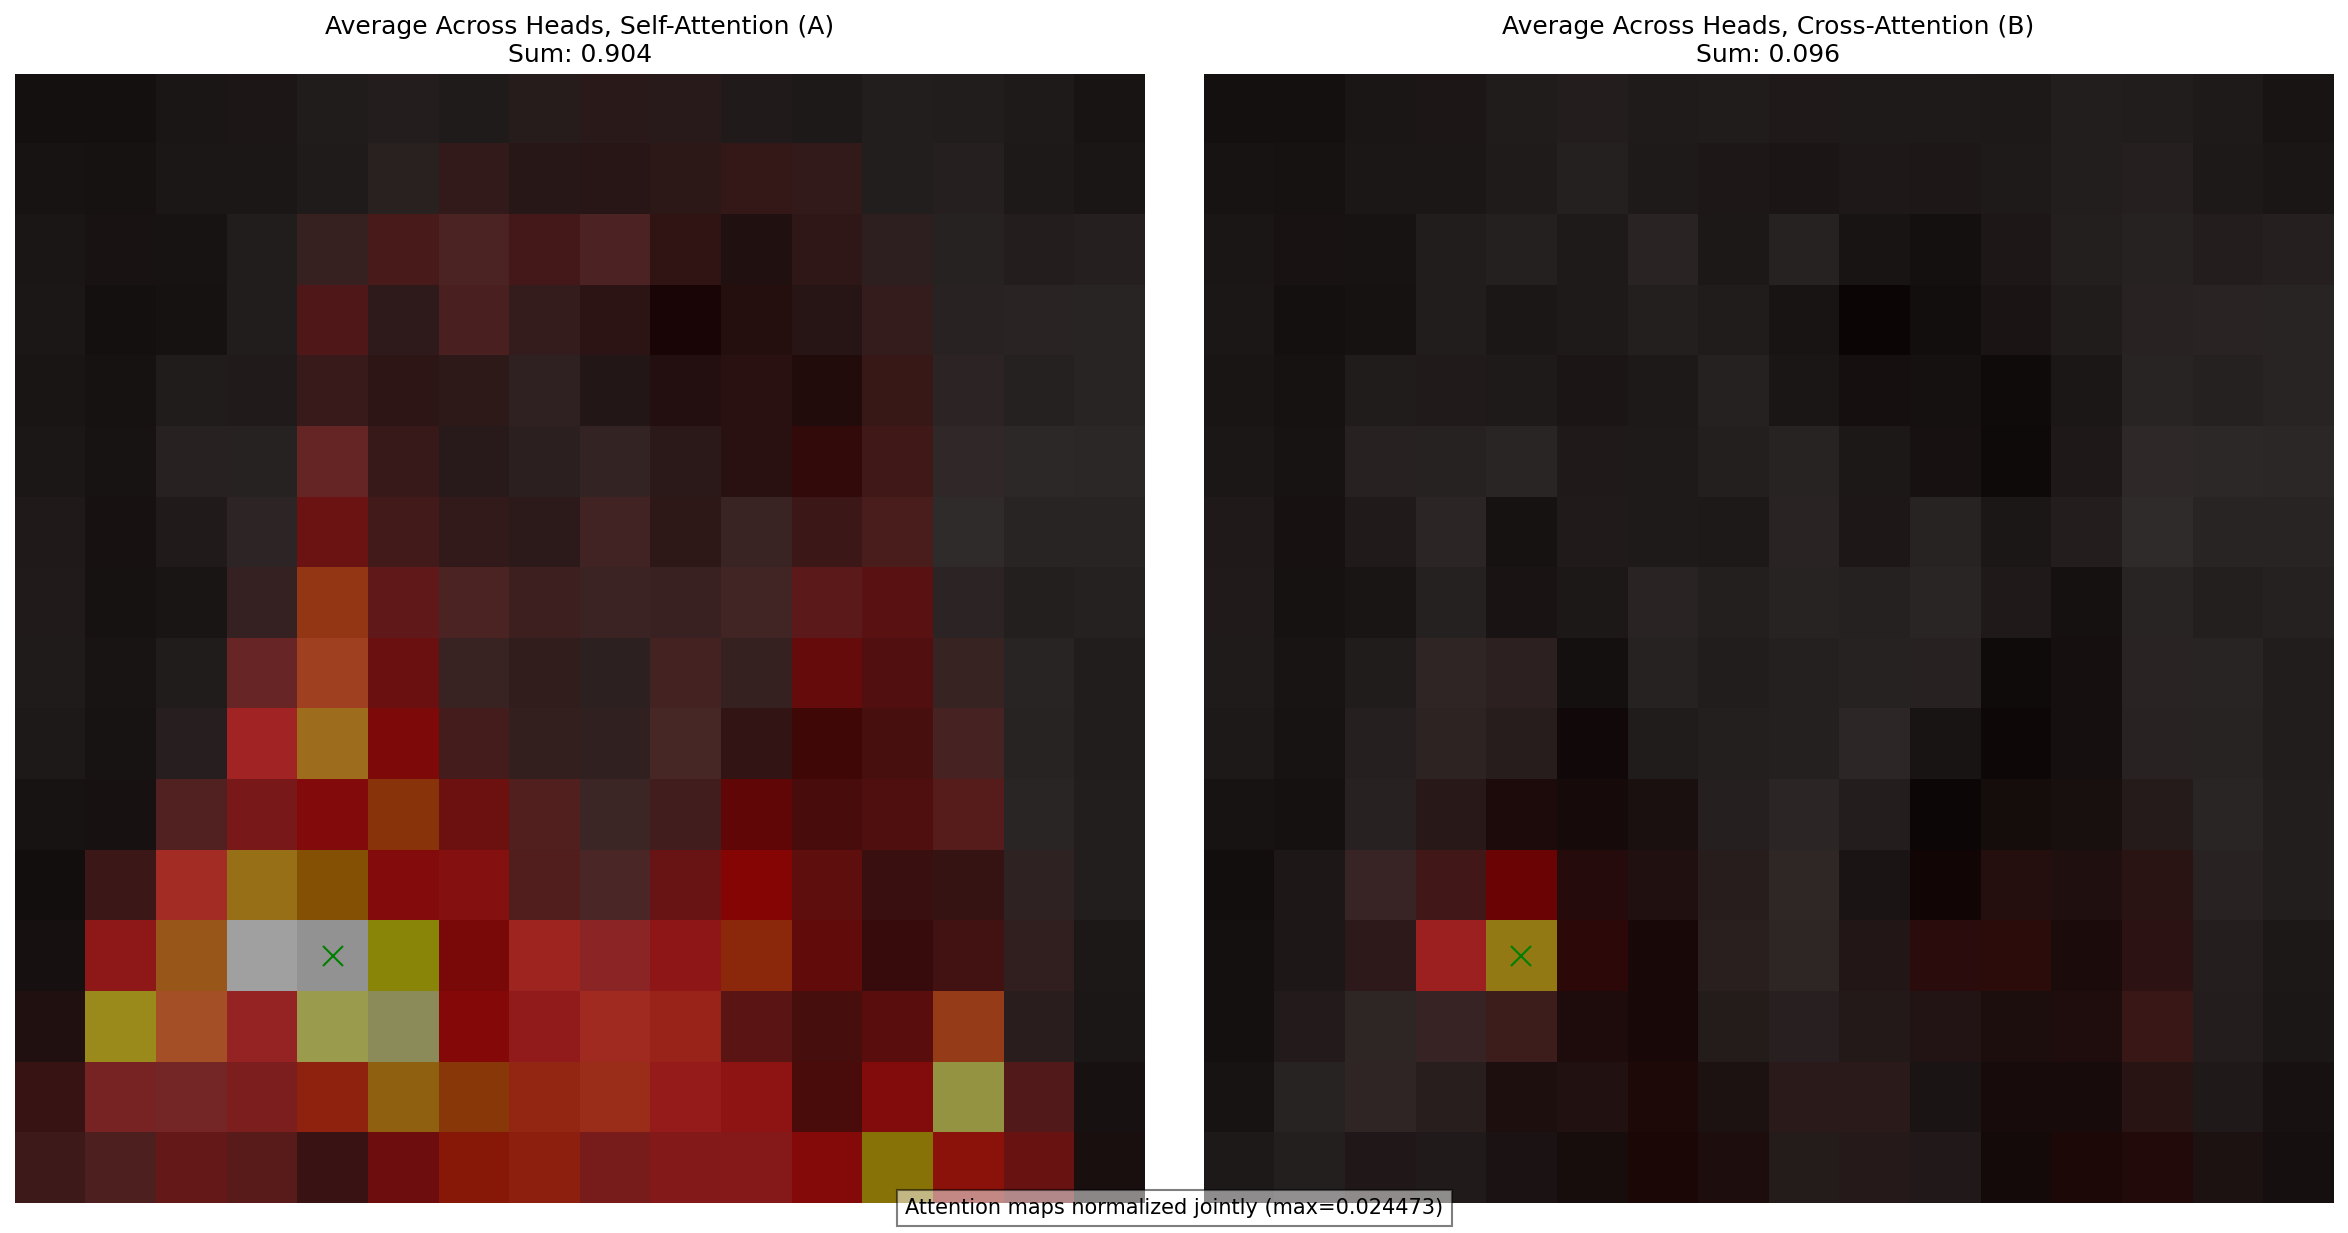 Average Across Heads, Self-Attention (A)
Sum: 0.904
Average Across Heads, Cross-Attention (B)
Sum: 0.096
Attention maps normalized jointly (max=0.024473)